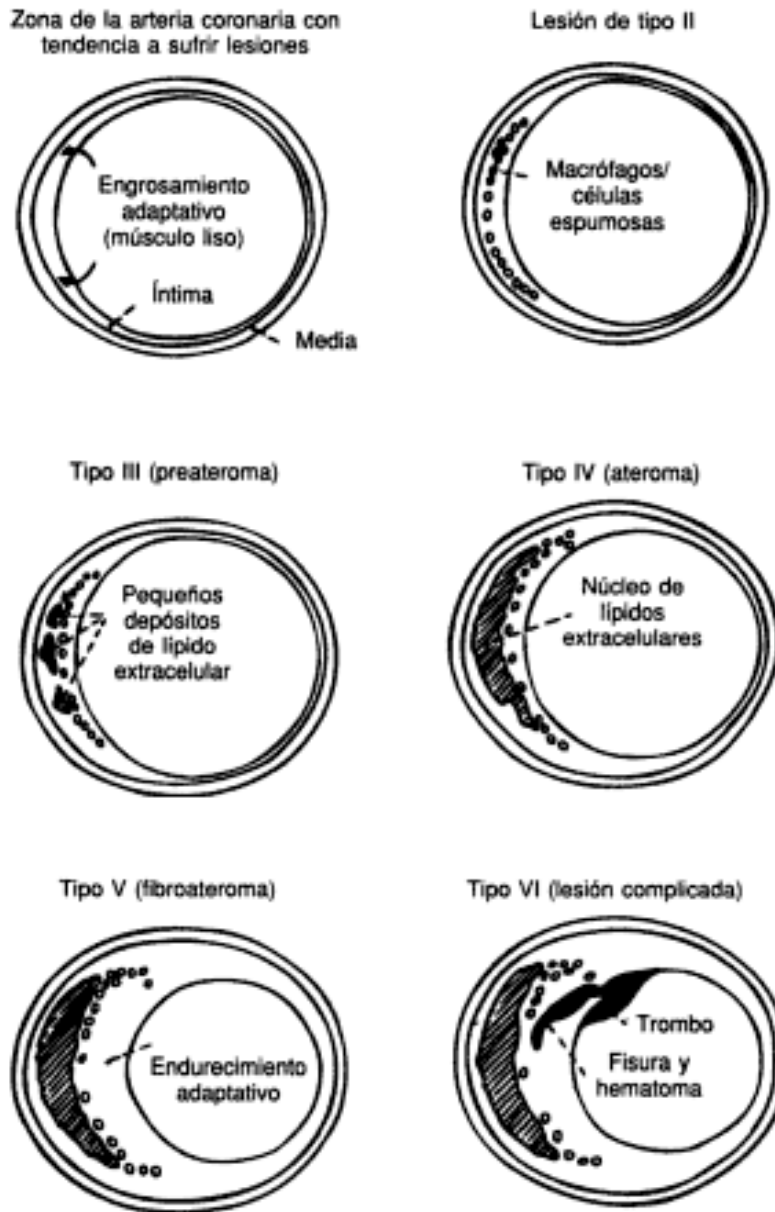 Zona de la arteria coronaria con
tendencia a sufrir lesiones
Engrosamiento
adaptativo
(músculo liso)
Íntima
Media
Lesión de tipo II
Macrófagos/
células
espumosas
Tipo III (preateroma)
Pequeños
depósitos
de lípido
extracelular
Tipo IV (ateroma)
Núcleo de
lípidos
extracelulares
Tipo V (fibroateroma)
Endurecimiento
adaptativo
Tipo VI (lesión complicada)
Trombo
Fisura y
hematoma